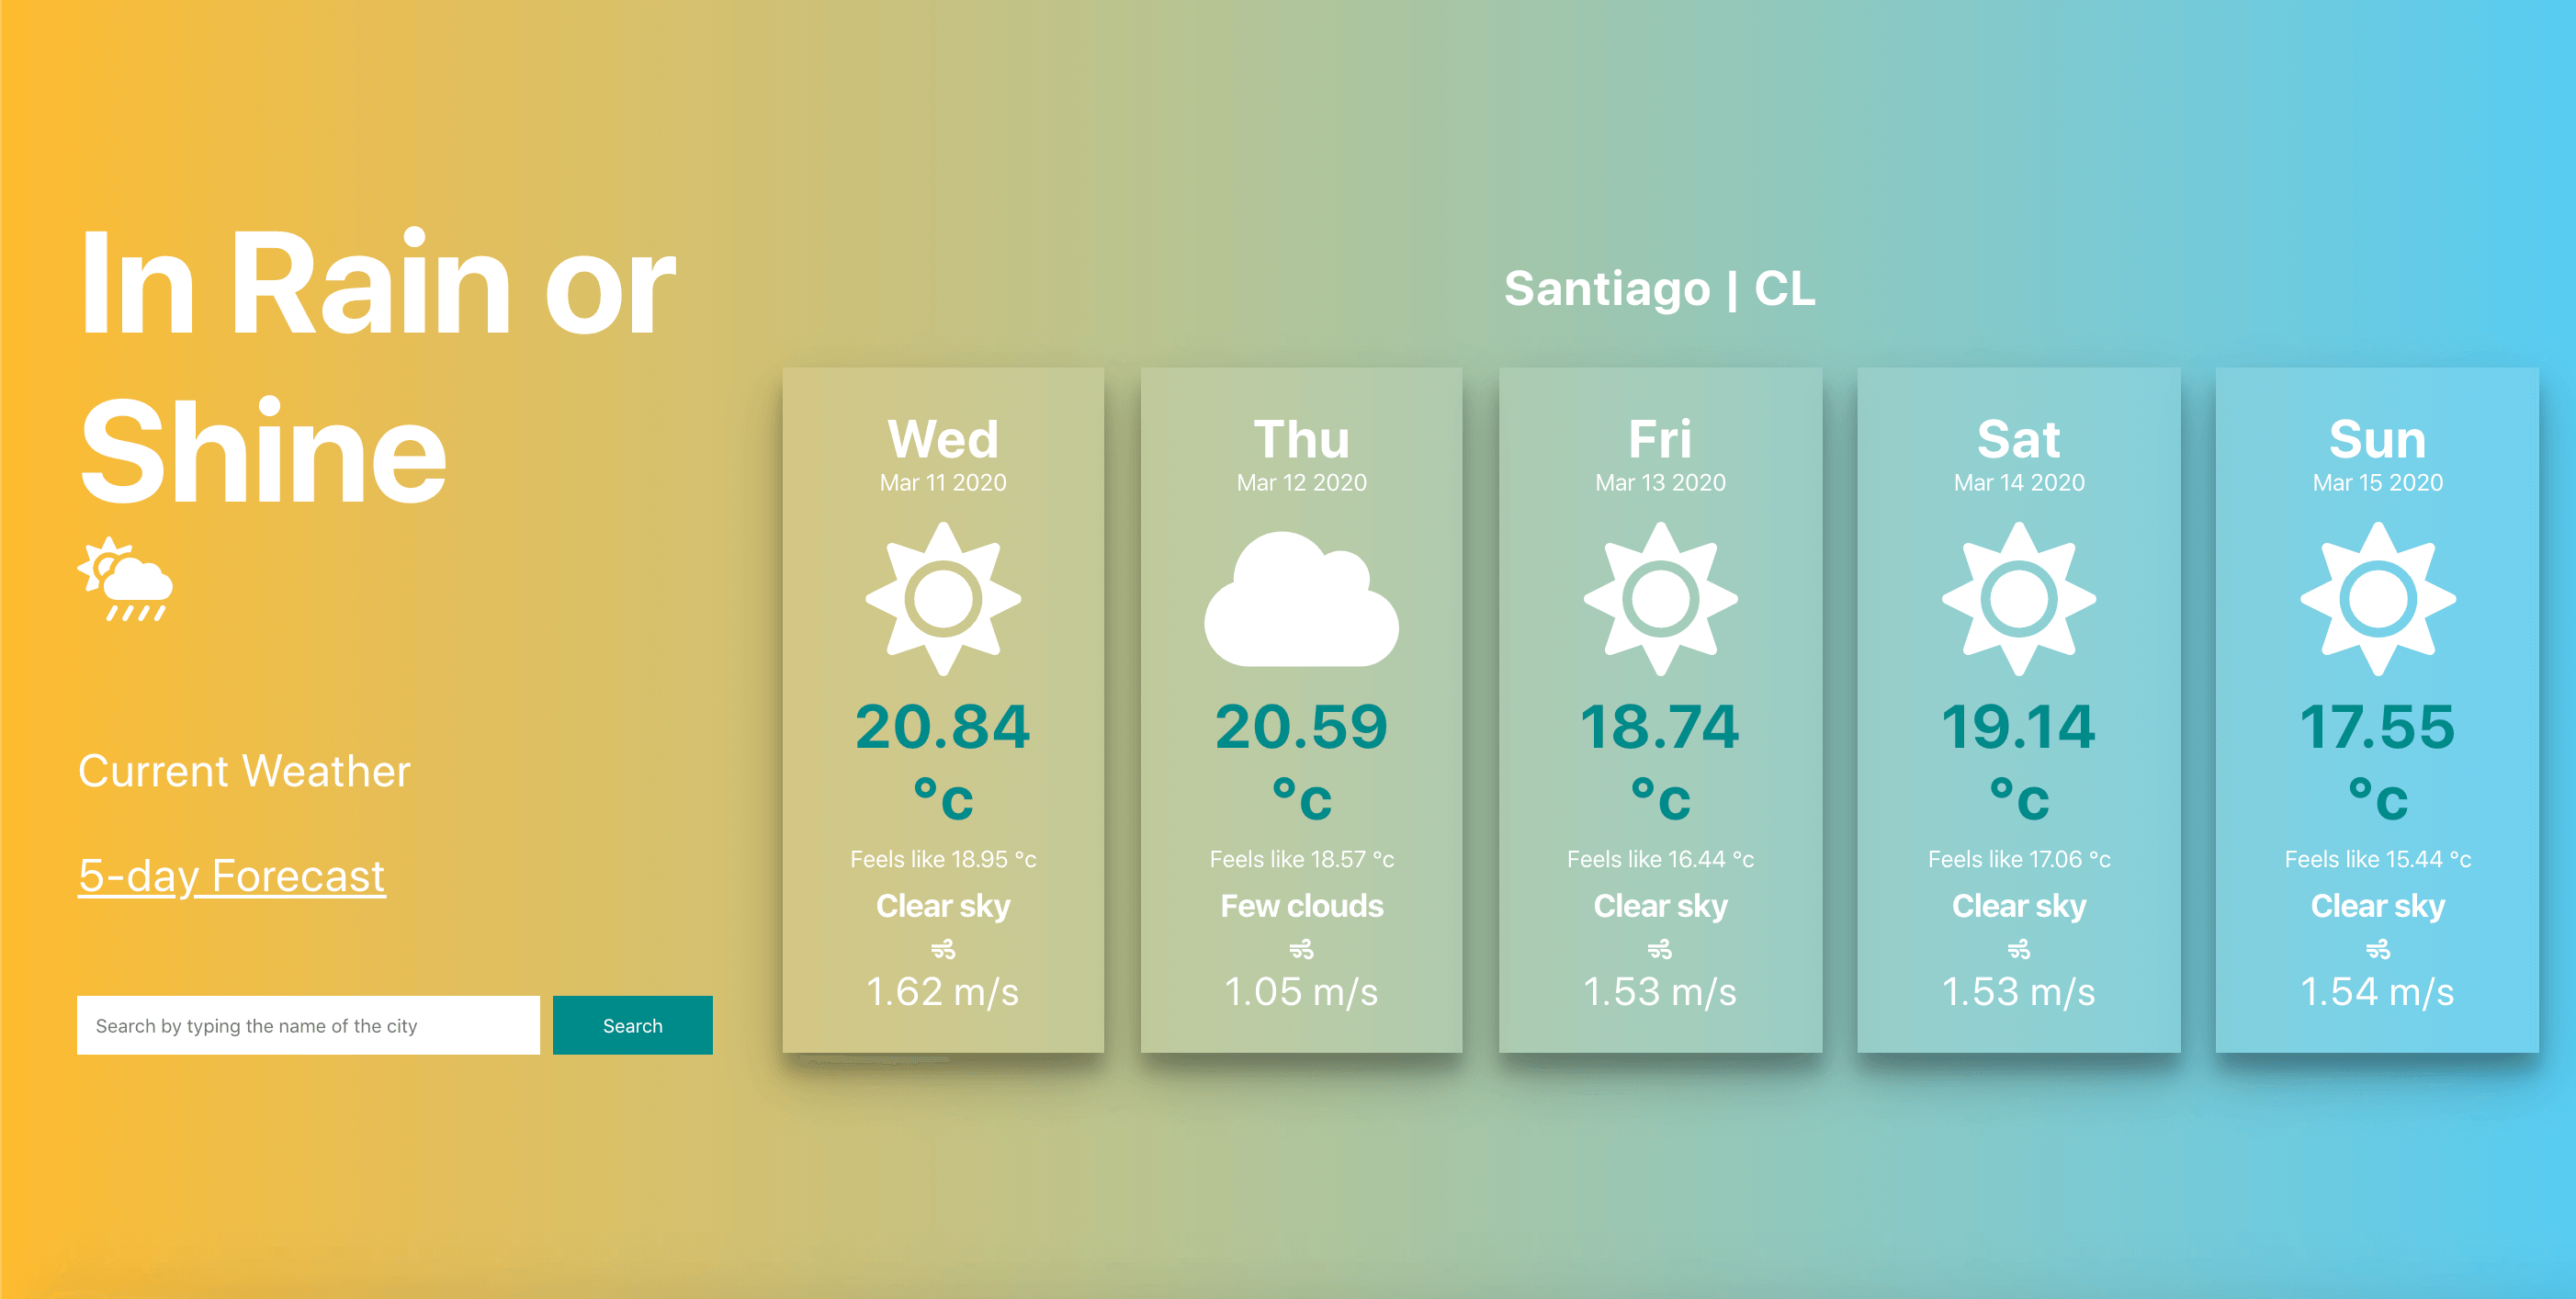 In Rain or
Shine
Current Weather
5-day Forecast
Search by typing the name of the city
Search
Santiago | CL
Wed
Mar 11 2020
20.84
°c
Feels like 18.95 °c
Clear sky
1.62 m/s
Thu
Mar 12 2020
20.59
°c
Feels like 18.57 °c
Few clouds
1.05 m/s
Fri
Mar 13 2020
18.74
°c
Feels like 16.44 °c
Clear sky
1.53 m/s
Sat
Mar 14 2020
19.14
°c
Feels like 17.06 °c
Clear sky
1.53 m/s
Sun
Mar 15 2020
17.55
°c
Feels like 15.44 °c
Clear sky
1.54 m/s